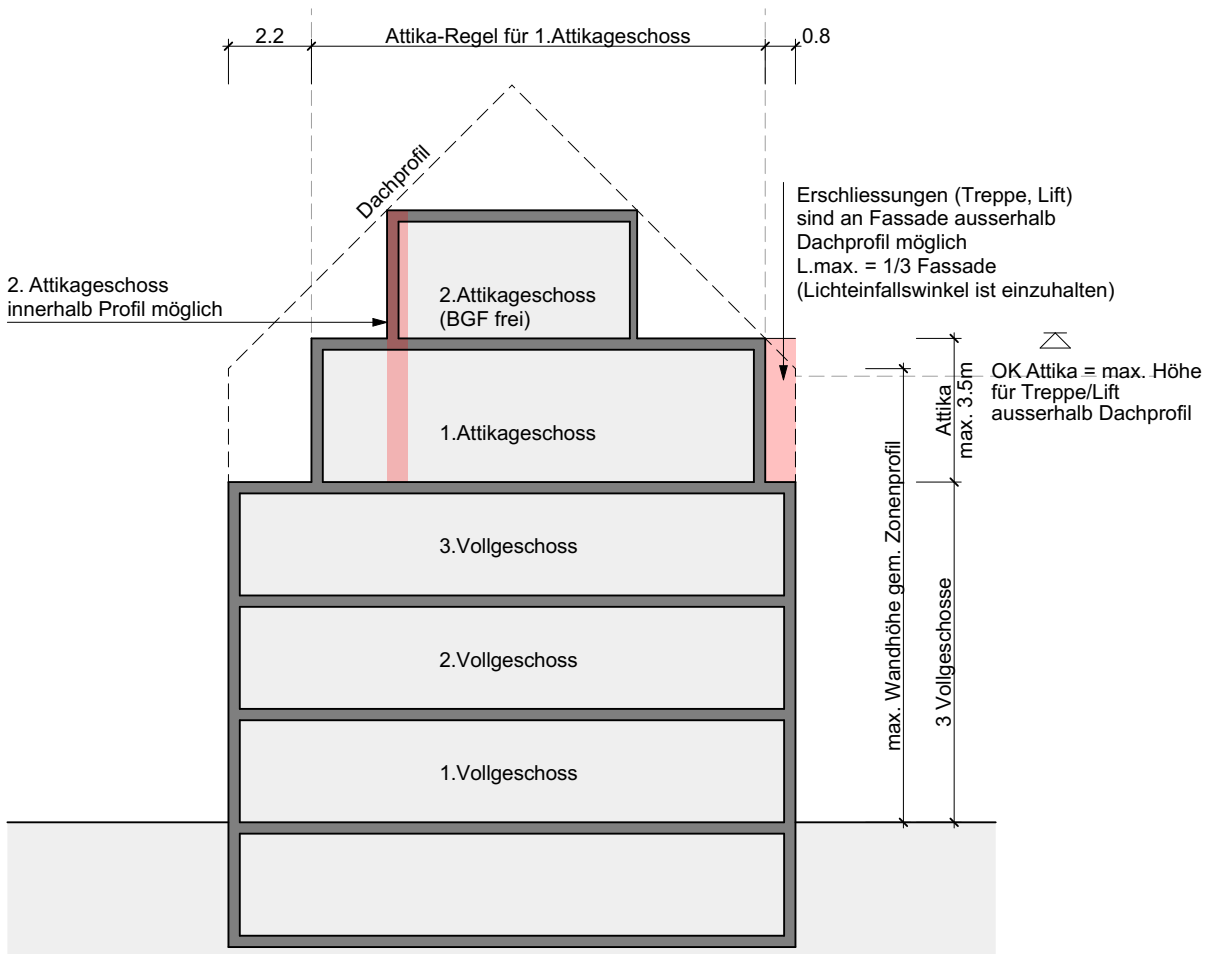 2.2
Attika-Regel für 1.Attikageschoss
0.8
Dachprofil
Erschliessungen (Treppe, Lift)
sind an Fassade ausserhalb
Dachprofil möglich
L.max. = 1/3 Fassade
(Lichteinfallswinkel ist einzuhalten)
2. Attikageschoss
innerhalb Profil möglich
2.Attikageschoss
(BGF frei)
OK Attika = max. Höhe
für Treppe/Lift
ausserhalb Dachprofil
Attika
max. 3.5m
1.Attikageschoss
max. Wandhöhe gem. Zonenprofil
3 Vollgeschosse
3.Vollgeschoss
2.Vollgeschoss
1.Vollgeschoss